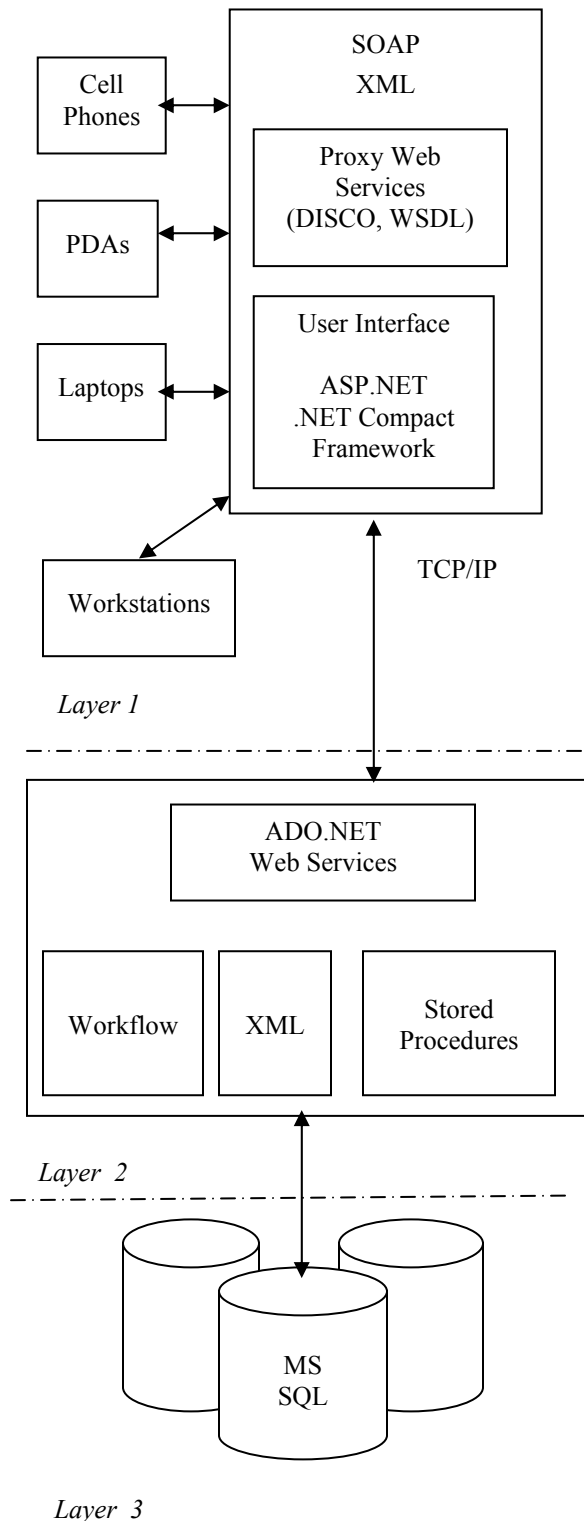 SOAP
XML
Cell
Phones
Proxy Web
Services
(DISCO, WSDL)
PDAs
User Interface
ASP.NET
.NET Compact
Framework
Laptops
TCP/IP
Workstations
Layer 1
ADO.NET
Web Services
Workflow
XML
Stored
Procedures
Layer 2
MS
SQL
Layer 3